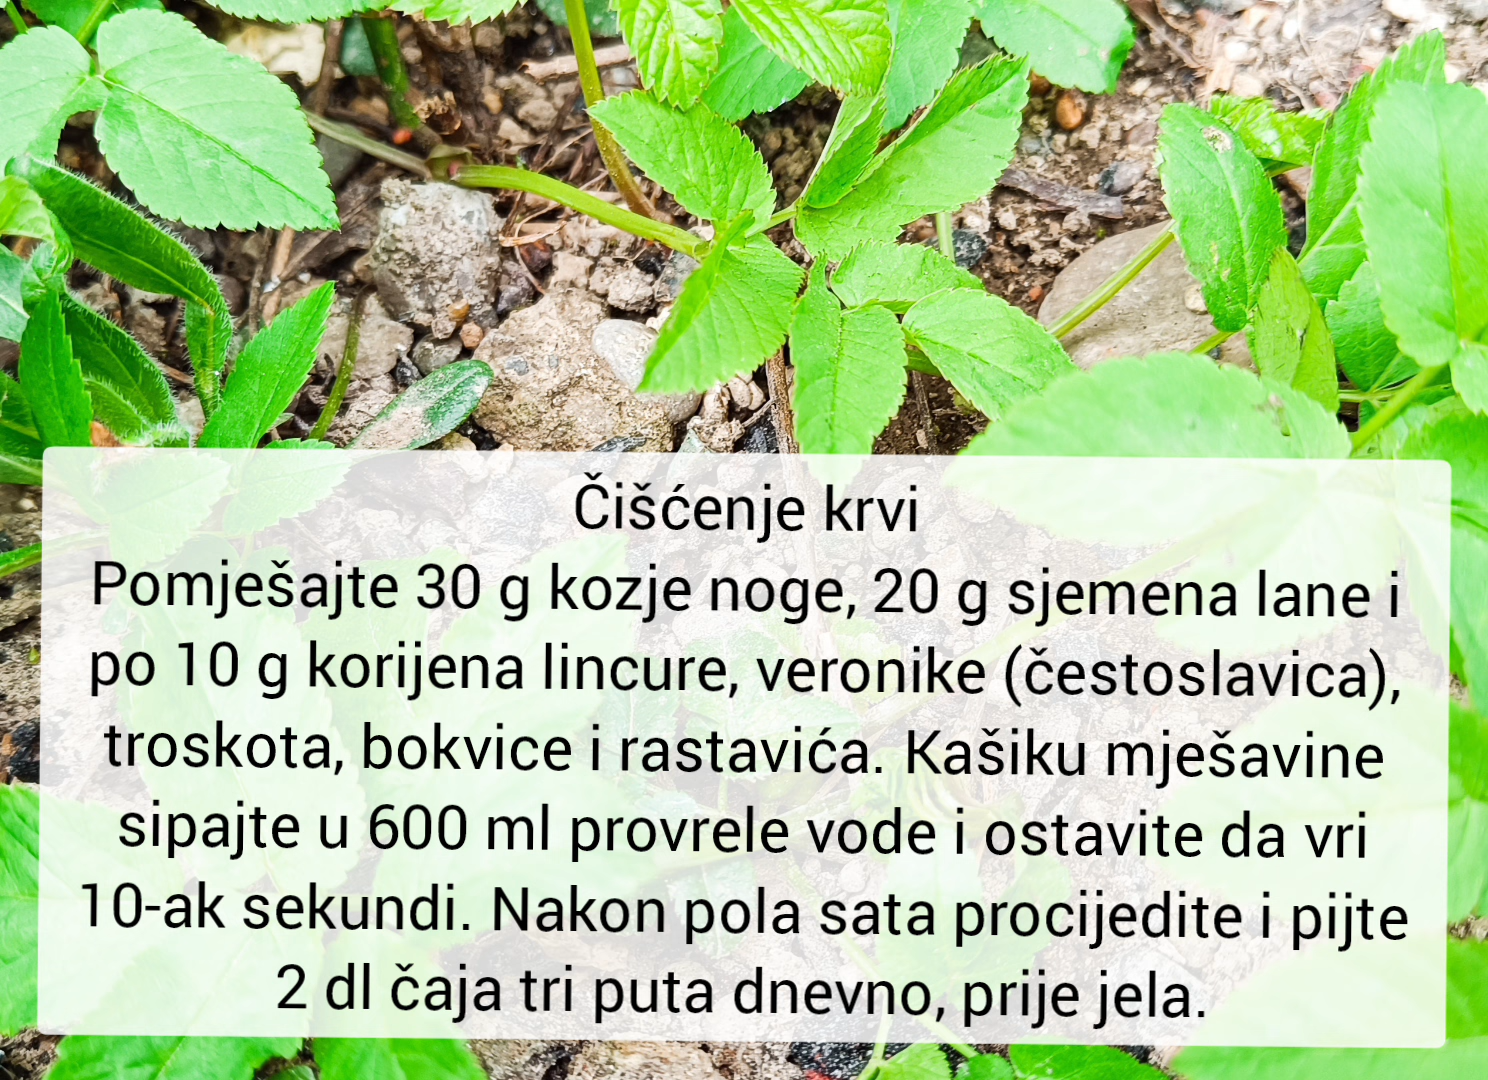 Čišćenje krvi
Pomješajte 30 g kozje noge, 20 g sjemena lane i
po 10 g korijena lincure, veronike (čestoslavica),
troskota, bokvice i rastavića. Kašiku mješavine
sipajte u 600 ml provrele vode i ostavite da vri
10-ak sekundi. Nakon pola sata procijedite i pijte
2 dl čaja tri puta dnevno, prije jela.